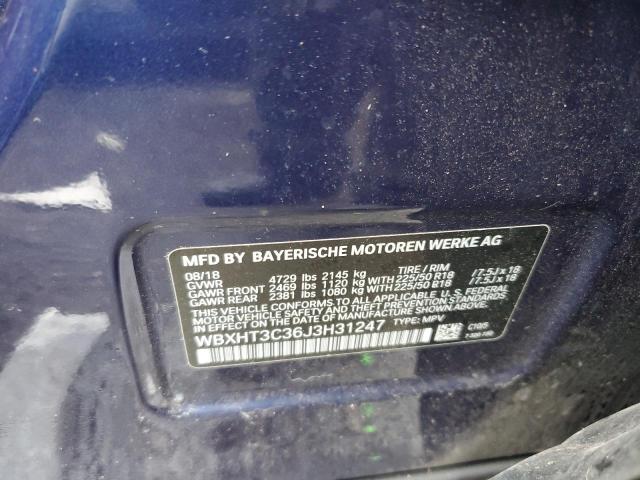 MFD BY BAYERISCHE MOTOREN WERKE AG
08/18 TIRE / RIM
GVWR 4729 lbs 2145 kg
GAWR FRONT 2469 lbs 1120 kg WITH 225/50 R18 /7.5J x 18
GAWR REAR 2381 lbs 1080 kg WITH 225/50 R18 /7.5J x 18
THIS VEHICLE CONFORMS TO ALL APPLICABLE U.S. FEDERAL
MOTOR VEHICLE SAFETY, BUMPER, AND THEFT PREVENTION STANDARDS
IN EFFECT ON THE DATE OF MANUFACTURE SHOWN ABOVE.
WBXHT3C36J3H31247 TYPE: MPV
C10/5